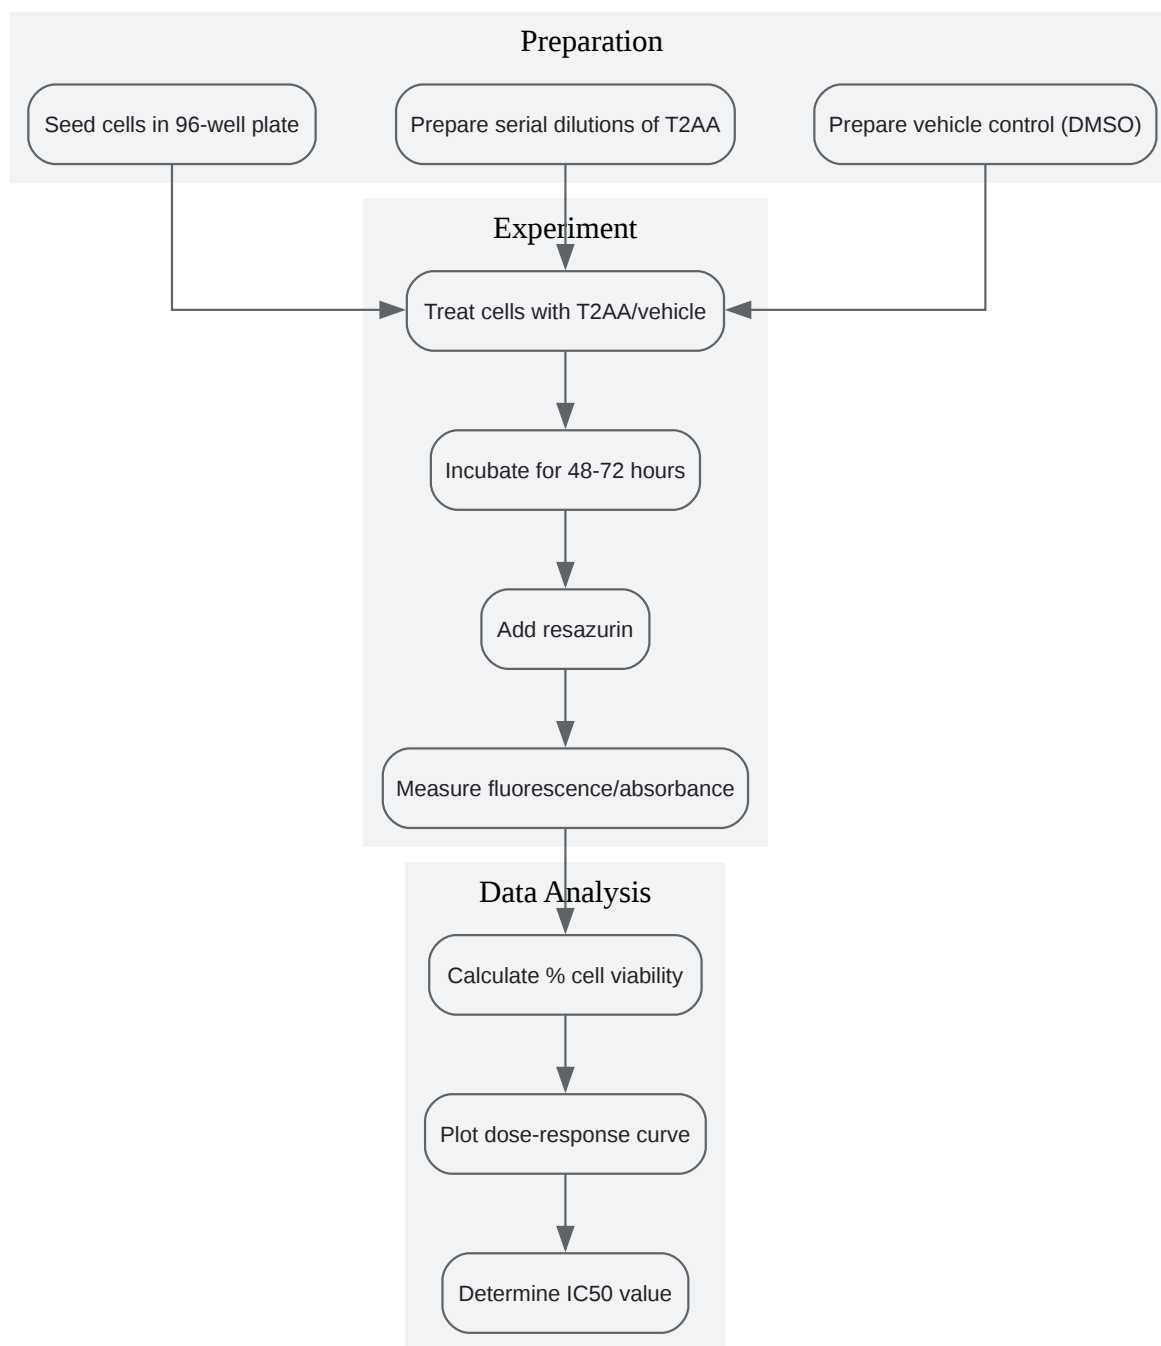 Preparation
Seed cells in 96-well plate
Prepare serial dilutions of T2AA
Prepare vehicle control (DMSO)
Experiment
Treat cells with T2AA/vehicle
Incubate for 48-72 hours
Add resazurin
Measure fluorescence/absorbance
Data Analysis
Calculate % cell viability
Plot dose-response curve
Determine IC50 value